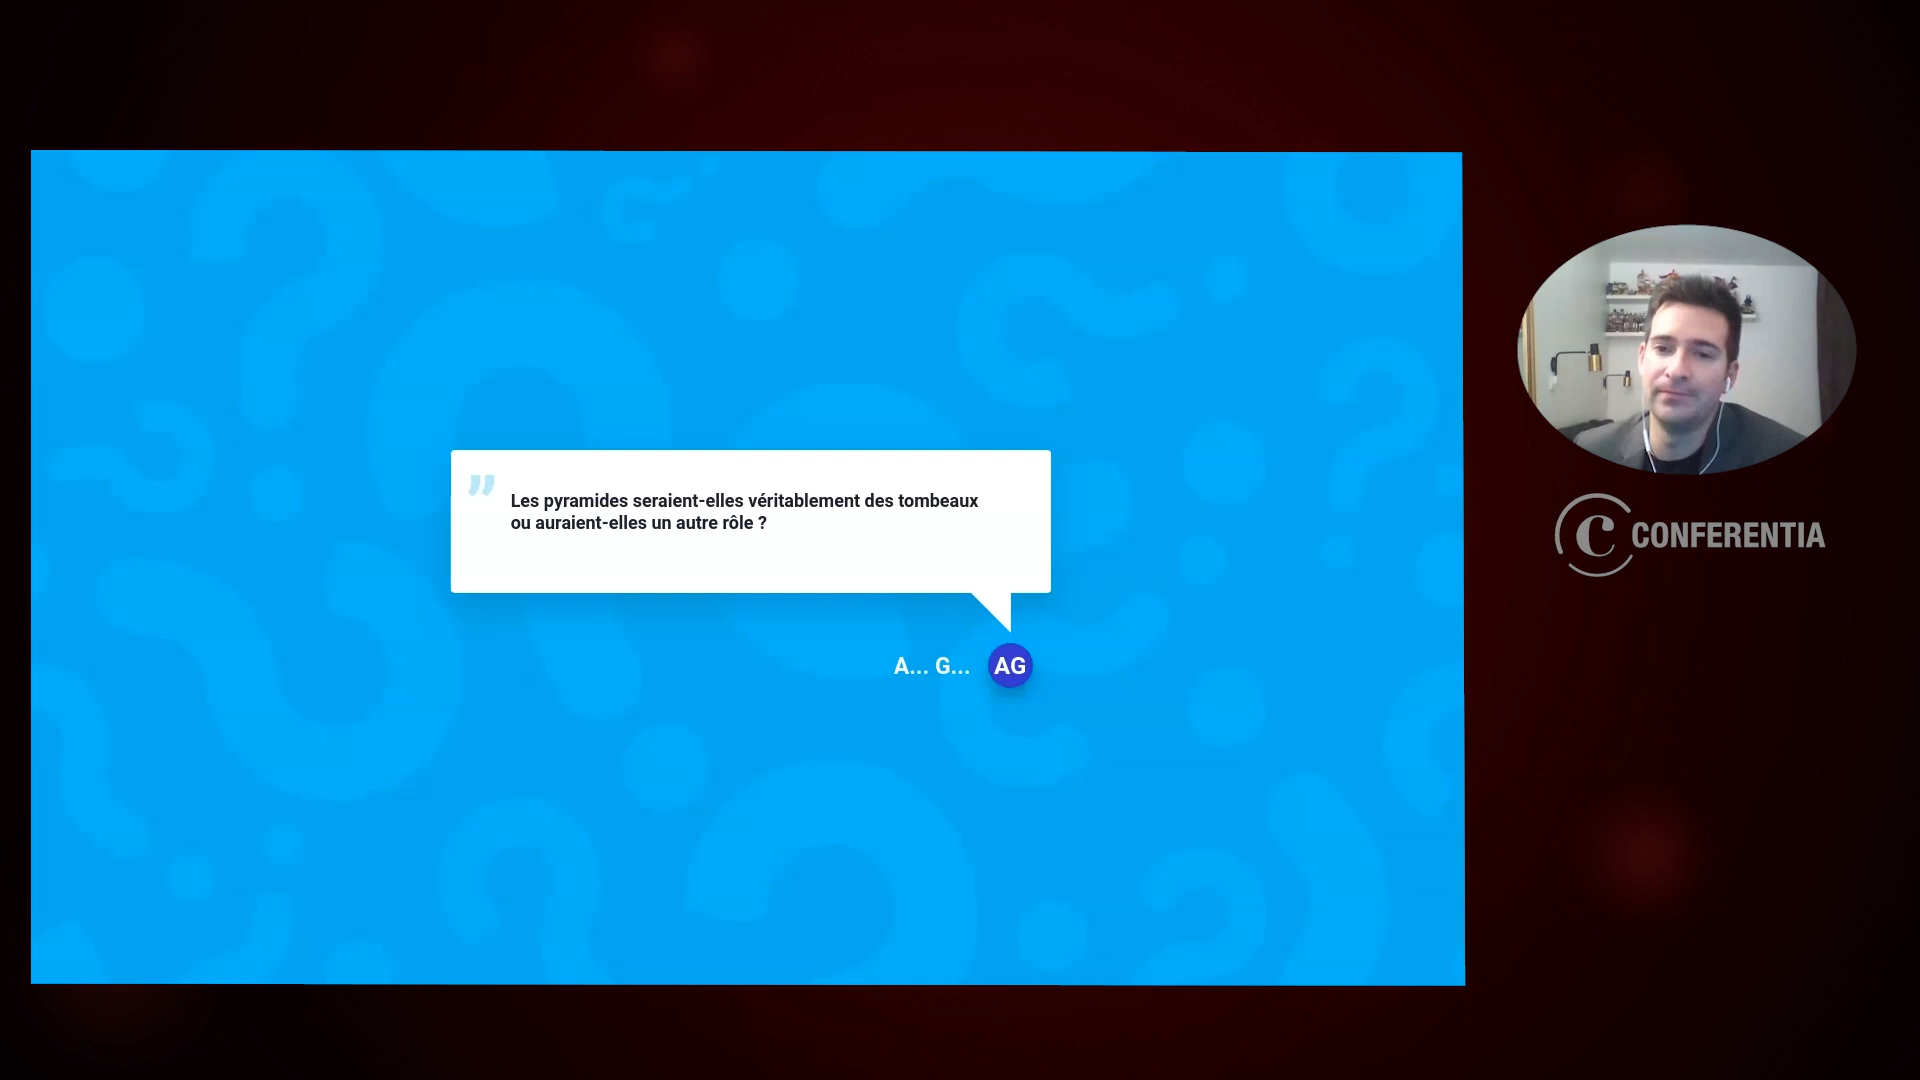 Les pyramides seraient-elles véritablement des tombeaux
ou auraient-elles un autre rôle ?
A... G...
AG
C CONFERENTIA